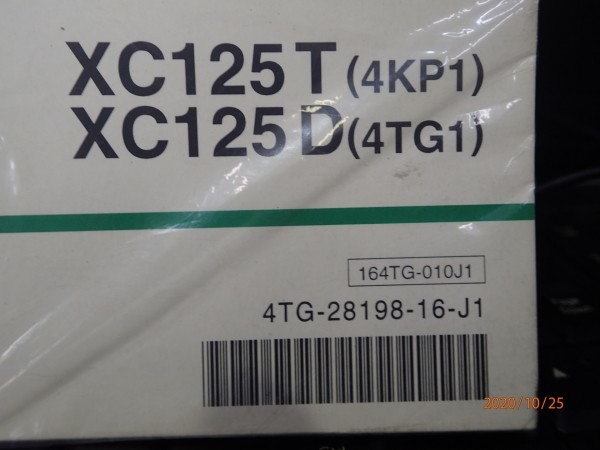 XC125T(4KP1)
XC125D(4TG1)
164TG-010J1
4TG-28198-16-J1
2020/10/25